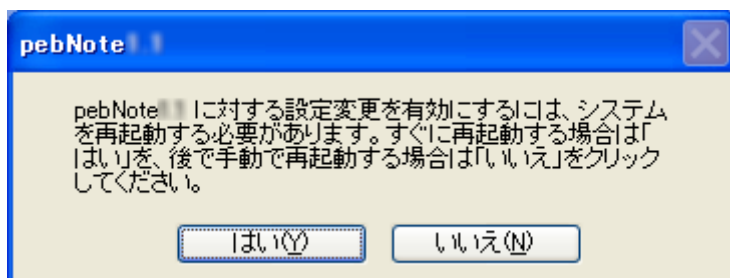 pebNote
pebNote に対する設定変更を有効にするには、システム
を再起動する必要があります。すぐに再起動する場合は「
はい」を、後で手動で再起動する場合は「いいえ」をクリック
してください。
はい(Y)
いいえ(N)